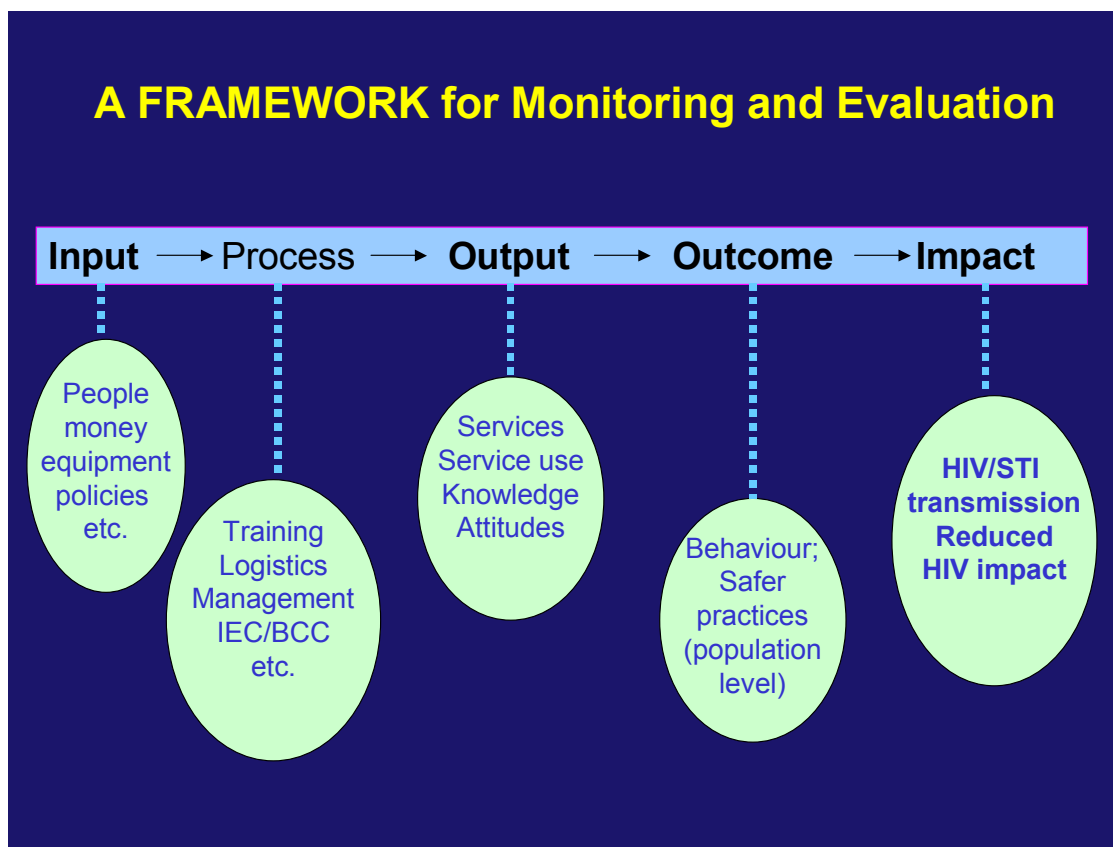 A FRAMEWORK for Monitoring and Evaluation
Input Process Output Outcome Impact
People
money
equipment
policies
etc.
Training
Logistics
Management
IEC/BCC
etc.
Services
Service use
Knowledge
Attitudes
Behaviour;
Safer
practices
(population
level)
HIV/STI
transmission
Reduced
HIV impact